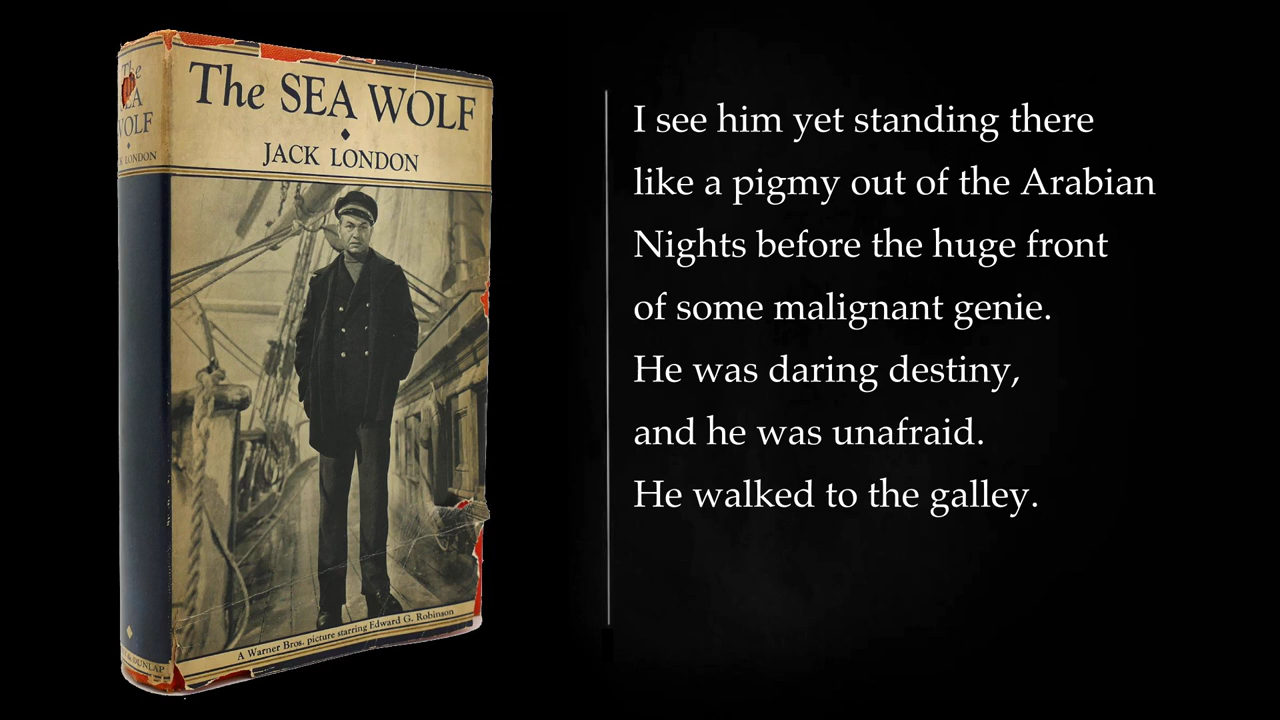 The
SEA
WOLF
LONDON
DUNLAP
The SEA WOLF
JACK LONDON
A Warner Bros. picture starring Edward G. Robinson
I see him yet standing there
like a pigmy out of the Arabian
Nights before the huge front
of some malignant genie.
He was daring destiny,
and he was unafraid.
He walked to the galley.